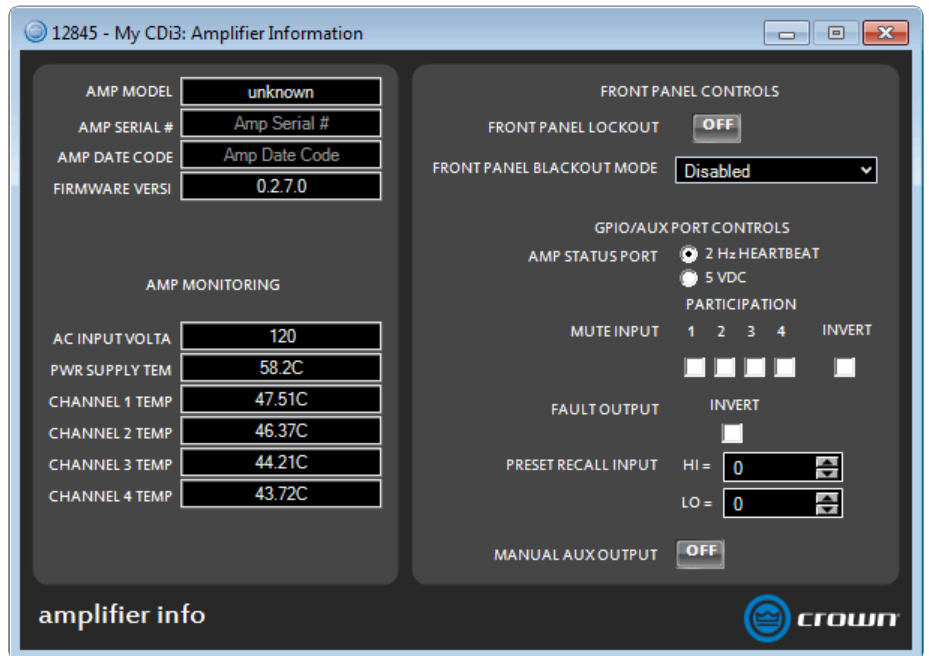 12845 - My CDi3: Amplifier Information
AMP MODEL unknown
AMP SERIAL # Amp Serial #
AMP DATE CODE Amp Date Code
FIRMWARE VERSI 0.2.7.0
AMP MONITORING
AC INPUT VOLTA 120
PWR SUPPLY TEM 58.2C
CHANNEL 1 TEMP 47.51C
CHANNEL 2 TEMP 46.37C
CHANNEL 3 TEMP 44.21C
CHANNEL 4 TEMP 43.72C
FRONT PANEL CONTROLS
FRONT PANEL LOCKOUT OFF
FRONT PANEL BLACKOUT MODE Disabled
GPIO/AUX PORT CONTROLS
AMP STATUS PORT 2 Hz HEARTBEAT
5 VDC
PARTICIPATION
MUTE INPUT 1 2 3 4 INVERT
FAULT OUTPUT INVERT
PRESET RECALL INPUT HI = 0
LO = 0
MANUAL AUX OUTPUT OFF
amplifier info
crown